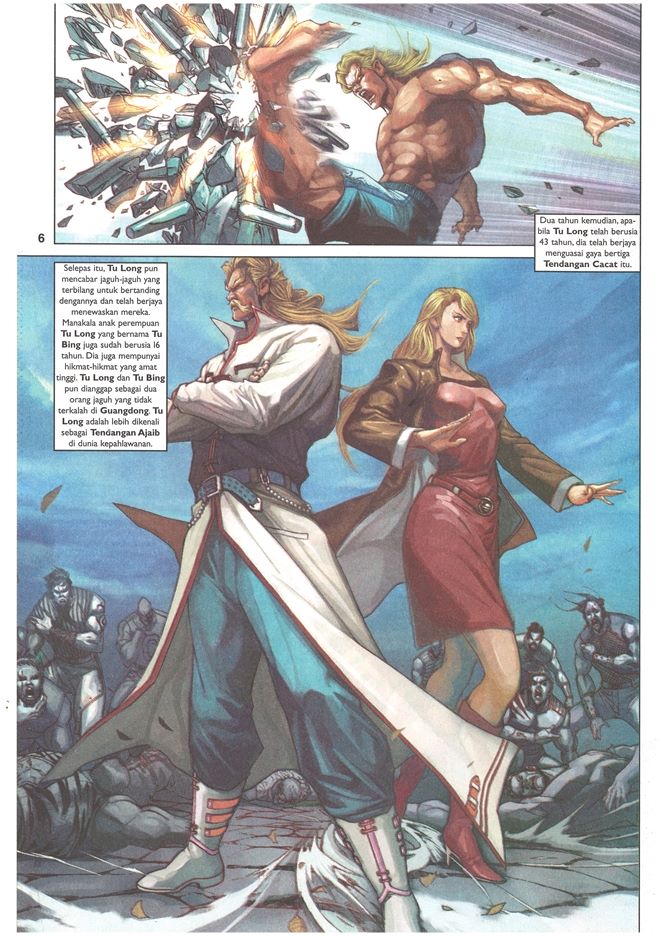 6
Dua tahun kemudian, apa-
bila Tu Long telah berusia
43 tahun, dia telah berjaya
menguasai gaya bertiga
Tendangan Cacat itu.
Selepas itu, Tu Long pun
mencabar jaguh-jaguh yang
terbilang untuk bertanding
dengannya dan telah berjaya
menewaskan mereka.
Manakala anak perempuan
Tu Long yang bernama Tu
Bing juga sudah berusia 16
tahun. Dia juga mempunyai
hikmat-hikmat yang amat
tinggi. Tu Long dan Tu Bing
pun dianggap sebagai dua
orang jaguh yang tidak
terkalah di Guangdong. Tu
Long adalah lebih dikenali
sebagai Tendangan Ajaib
di dunia kepahlawanan.